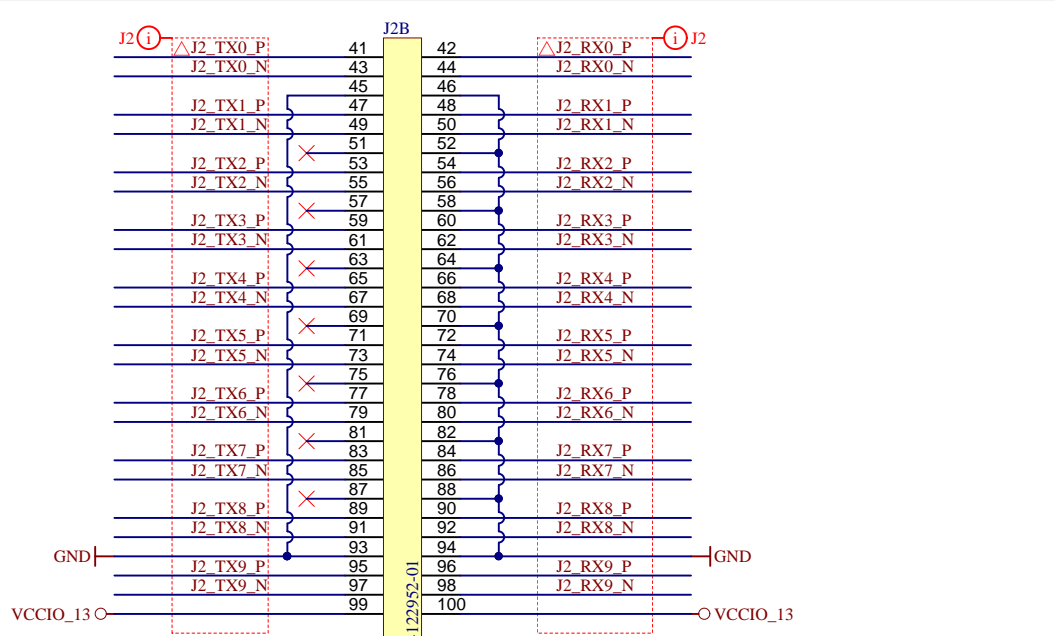 J2B
J2 i i J2
J2_TX0_P 41 42 J2_RX0_P
J2_TX0_N 43 44 J2_RX0_N
45 46
J2_TX1_P 47 48 J2_RX1_P
J2_TX1_N 49 50 J2_RX1_N
51 52
J2_TX2_P 53 54 J2_RX2_P
J2_TX2_N 55 56 J2_RX2_N
57 58
J2_TX3_P 59 60 J2_RX3_P
J2_TX3_N 61 62 J2_RX3_N
63 64
J2_TX4_P 65 66 J2_RX4_P
J2_TX4_N 67 68 J2_RX4_N
69 70
J2_TX5_P 71 72 J2_RX5_P
J2_TX5_N 73 74 J2_RX5_N
75 76
J2_TX6_P 77 78 J2_RX6_P
J2_TX6_N 79 80 J2_RX6_N
81 82
J2_TX7_P 83 84 J2_RX7_P
J2_TX7_N 85 86 J2_RX7_N
87 88
J2_TX8_P 89 90 J2_RX8_P
J2_TX8_N 91 92 J2_RX8_N
GND 93 94 GND
J2_TX9_P 95 96 J2_RX9_P
J2_TX9_N 97 98 J2_RX9_N
VCCIO_13 99 100 VCCIO_13
-122952-01